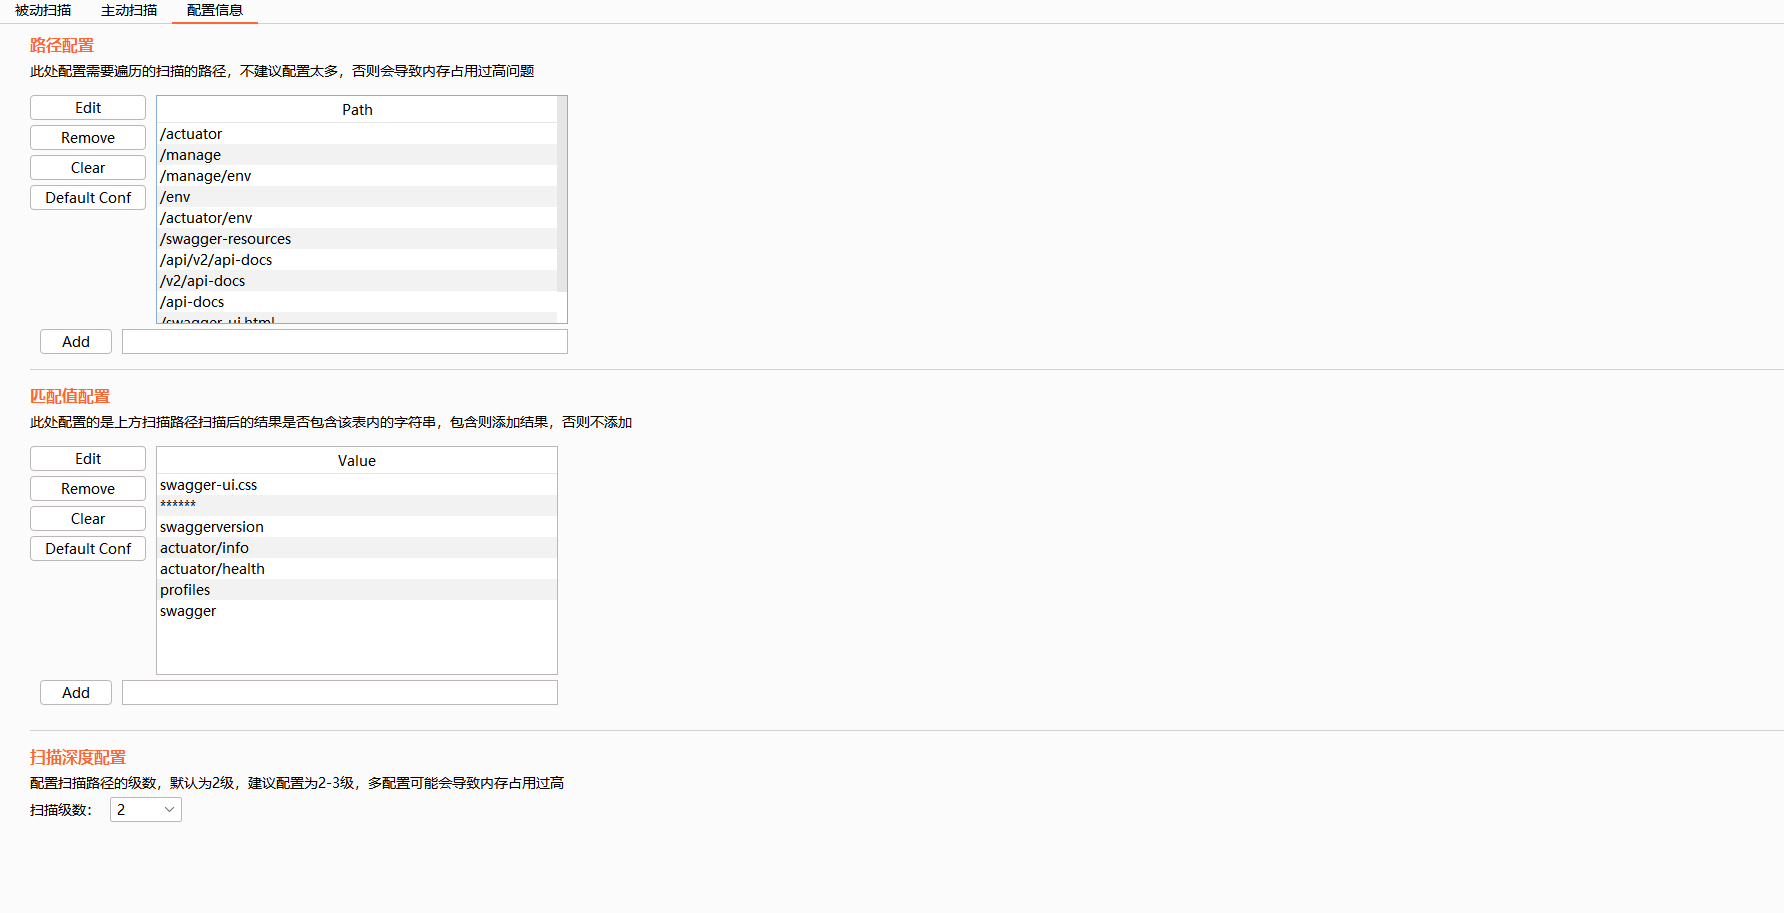 被动扫描 主动扫描 配置信息
路径配置
此处配置需要遍历的扫描的路径，不建议配置太多，否则会导致内存占用过高问题
Edit
Remove
Clear
Default Conf
Path
/actuator
/manage
/manage/env
/env
/actuator/env
/swagger-resources
/api/v2/api-docs
/v2/api-docs
/api-docs
/swagger-ui.html
Add
匹配值配置
此处配置的是上方扫描路径扫描后的结果是否包含该表内的字符串，包含则添加结果，否则不添加
Edit
Remove
Clear
Default Conf
Value
swagger-ui.css
******
swaggerversion
actuator/info
actuator/health
profiles
swagger
Add
扫描深度配置
配置扫描路径的级数，默认为2级，建议配置为2-3级，多配置可能会导致内存占用过高
扫描级数： 2